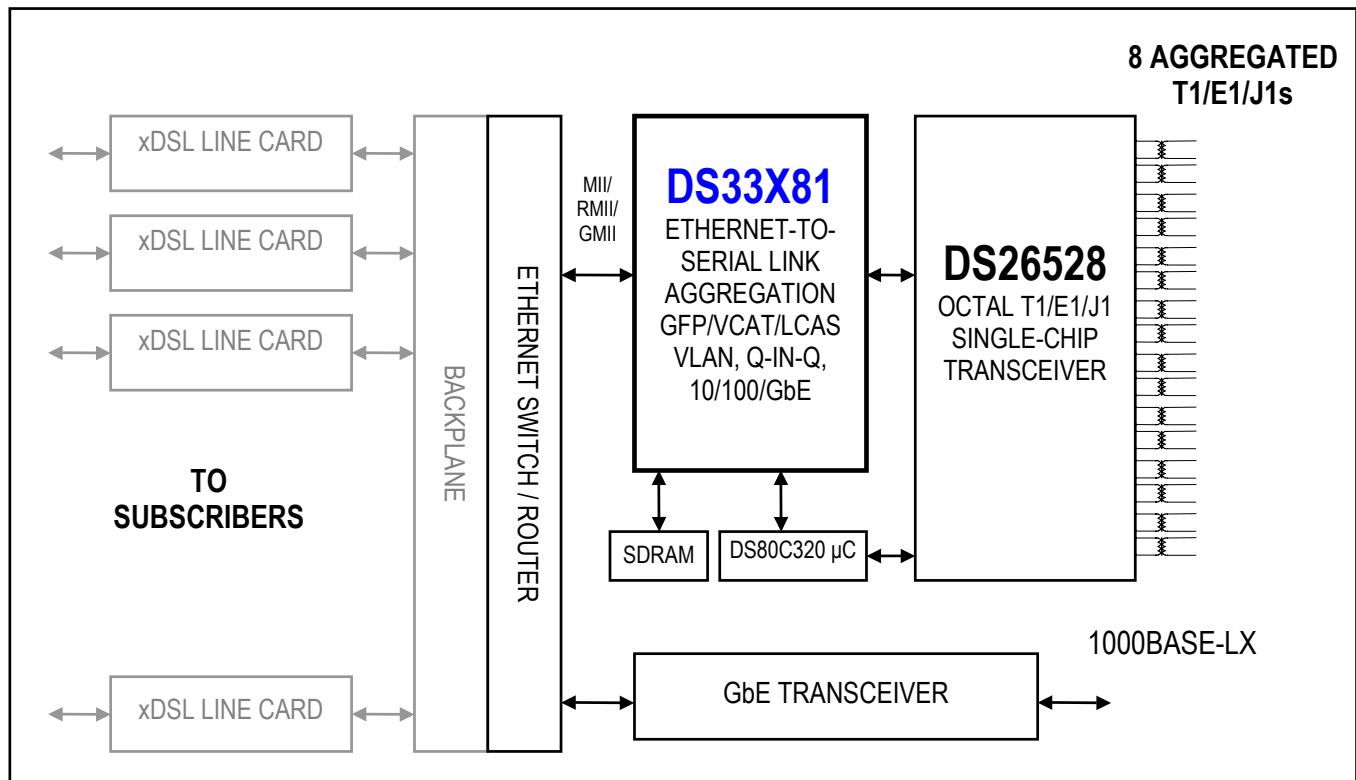 8 AGGREGATED
T1/E1/J1s
xDSL LINE CARD
xDSL LINE CARD
xDSL LINE CARD
TO
SUBSCRIBERS
xDSL LINE CARD
BACKPLANE
ETHERNET SWITCH / ROUTER
MII/
RMII/
GMII
DS33X81
ETHERNET-TO-
SERIAL LINK
AGGREGATION
GFP/VCAT/LCAS
VLAN, Q-IN-Q,
10/100/GbE
SDRAM
DS80C320 µC
DS26528
OCTAL T1/E1/J1
SINGLE-CHIP
TRANSCEIVER
GbE TRANSCEIVER
1000BASE-LX